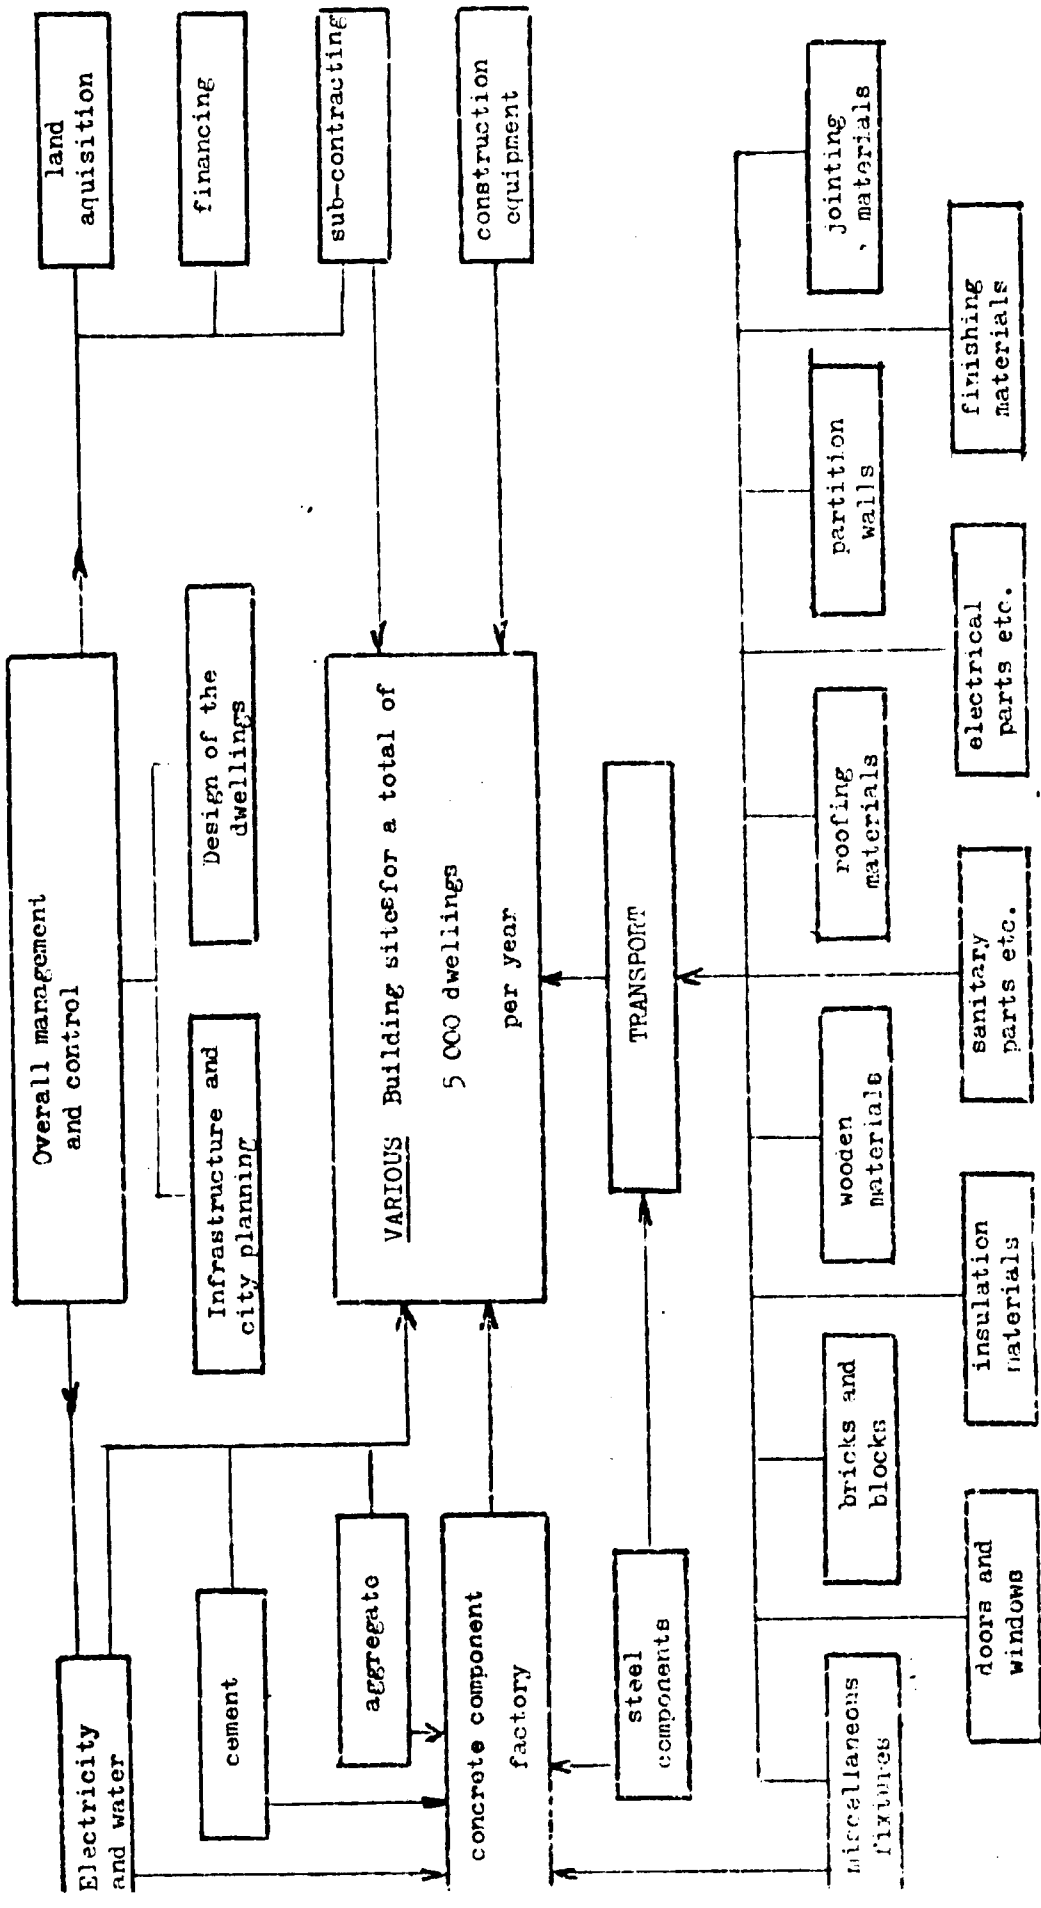 Electricity
and water
Overall management
and control
land
aquisition
cement
Infrastructure and
city planning
Design of the
dwellings
financing
aggregate
VARIOUS Building sites for a total of
5 000 dwellings
per year
sub-contracting
concrete component
factory
construction
equipment
steel
components
TRANSPORT
miscellaneous
fixtures
bricks and
blocks
wooden
materials
roofing
materials
partition
walls
jointing
materials
doors and
windows
insulation
materials
sanitary
parts etc.
electrical
parts etc.
finishing
materials